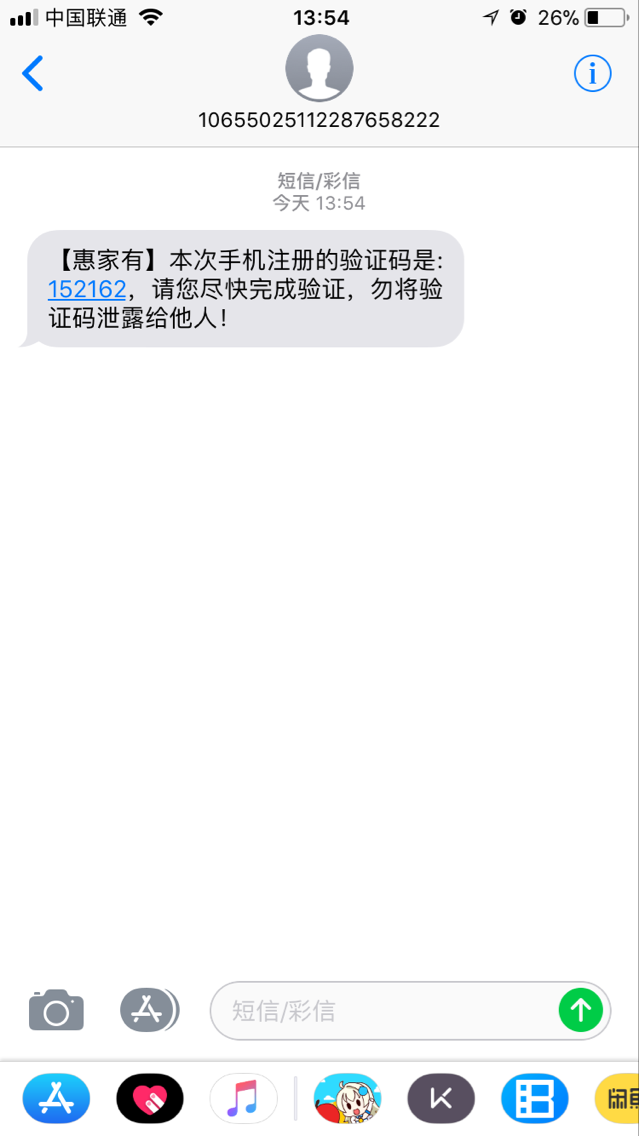 中国联通 13:54 26%
10655025112287658222
短信/彩信
今天 13:54
【惠家有】本次手机注册的验证码是:
152162，请您尽快完成验证，勿将验
证码泄露给他人！
短信/彩信